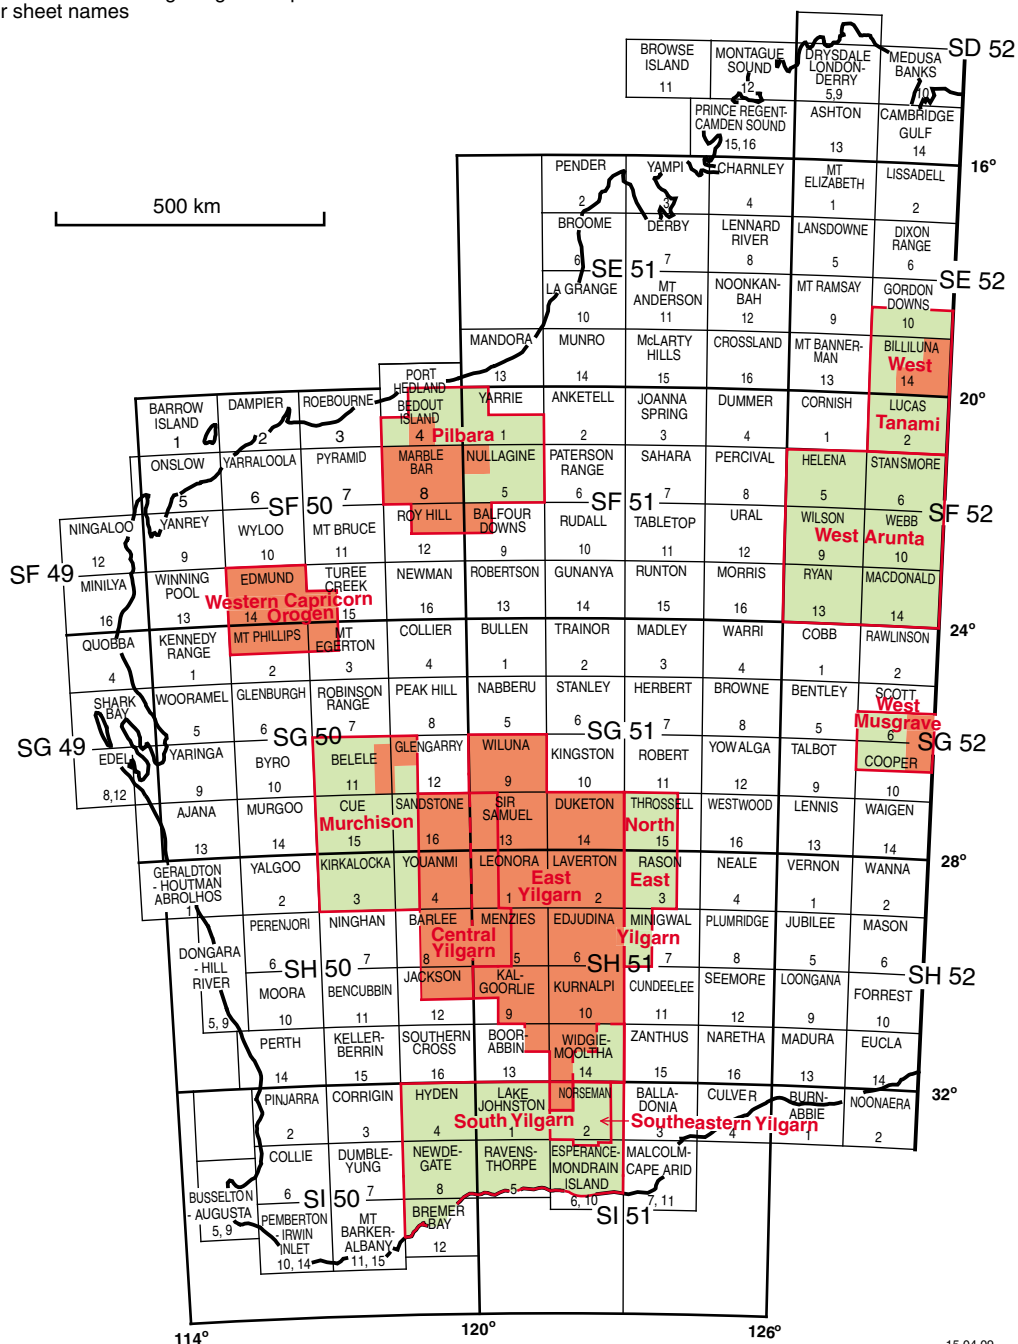 r sheet names
500 km
SD 52
BROWSE
ISLAND
11
MONTAGUE
SOUND
12
DRYSDALE
LONDON-
DERRY
5,9
MEDUSA
BANKS
10
PRINCE REGENT-
CAMDEN SOUND
15, 16
ASHTON
13
CAMBRIDGE
GULF
14
16°
PENDER
2
YAMPI
3
CHARNLEY
4
MT
ELIZABETH
1
LISSADELL
2
BROOME
6
DERBY
7
LENNARD
RIVER
8
LANSDOWNE
5
DIXON
RANGE
6
SE 51
SE 52
LA GRANGE
10
MT
ANDERSON
11
NOONKAN-
BAH
12
MT RAMSAY
9
GORDON
DOWNS
10
MANDORA
13
MUNRO
14
McLARTY
HILLS
15
CROSSLAND
16
MT BANNER-
MAN
13
BILLILUNA
West
14
20°
BARROW
ISLAND
1
DAMPIER
2
ROEBOURNE
3
PORT
HEDLAND
BEDOUT
ISLAND
4
Pilbara
YARRIE
1
ANKETELL
2
JOANNA
SPRING
3
DUMMER
4
CORNISH
1
LUCAS
Tanami
2
ONSLOW
5
YARRALOOLA
6
PYRAMID
7
MARBLE
BAR
8
NULLAGINE
5
PATERSON
RANGE
6
SAHARA
7
PERCIVAL
8
HELENA
5
STANSMORE
6
SF 50
SF 51
SF 52
NINGALOO
12
YANREY
9
WYLOO
10
MT BRUCE
11
ROY HILL
12
BALFOUR
DOWNS
9
RUDALL
10
TABLETOP
11
URAL
12
WILSON
9
WEBB
10
West Arunta
SF 49
MINILYA
16
WINNING
POOL
13
EDMUND
14
TUREE
CREEK
15
Western Capricorn
Orogen
NEWMAN
16
ROBERTSON
13
GUNANYA
14
RUNTON
15
MORRIS
16
RYAN
13
MACDONALD
14
24°
QUOBBA
4
KENNEDY
RANGE
1
MT PHILLIPS
2
MT
EGERTON
3
COLLIER
4
BULLEN
1
TRAINOR
2
MADLEY
3
WARRI
4
COBB
1
RAWLINSON
2
SHARK
BAY
WOORAMEL
5
GLENBURGH
6
ROBINSON
RANGE
7
PEAK HILL
8
NABBERU
5
STANLEY
6
HERBERT
7
BROWNE
8
BENTLEY
5
SCOTT
West
Musgrave
6
SG 49
SG 50
SG 51
SG 52
EDEL
8,12
YARINGA
9
BYRO
10
BELELE
11
GLENGARRY
12
WILUNA
9
KINGSTON
10
ROBERT
11
YOWALGA
12
TALBOT
9
COOPER
10
AJANA
13
MURGOO
14
CUE
Murchison
15
SANDSTONE
16
SIR
SAMUEL
13
DUKETON
14
THROSSELL
North
15
WESTWOOD
16
LENNIS
13
WAIGEN
14
28°
GERALDTON
- HOUTMAN
ABROLHOS
1
YALGOO
2
KIRKALOCKA
3
YOUANMI
4
LEONORA
1
LAVERTON
2
East
Yilgarn
RASON
East
3
NEALE
4
VERNON
1
WANNA
2
DONGARA
- HILL
RIVER
5, 9
PERENJORI
6
NINGHAN
7
BARLEE
8
Central
Yilgarn
MENZIES
5
EDJUDINA
6
MINIGWAL
Yilgarn
7
PLUMRIDGE
8
JUBILEE
5
MASON
6
SH 50
SH 51
SH 52
MOORA
10
BENCUBBIN
11
JACKSON
12
KAL-
GOORLIE
9
KURNALPI
10
CUNDEELEE
11
SEEMORE
12
LOONGANA
9
FORREST
10
PERTH
14
KELLER-
BERRIN
15
SOUTHERN
CROSS
16
BOOR-
ABBIN
13
WIDGIE-
MOOLTHA
14
ZANTHUS
15
NARETHA
16
MADURA
13
EUCLA
14
32°
PINJARRA
2
CORRIGIN
3
HYDEN
4
LAKE
JOHNSTON
1
South Yilgarn
NORSEMAN
2
BALLA-
DONIA
3
Southeastern Yilgarn
CULVER
4
BURN-
ABBIE
1
NOONAERA
2
COLLIE
6
DUMBLE-
YUNG
7
NEWDE-
GATE
8
RAVENS-
THORPE
5
ESPERANCE-
MONDRAIN
ISLAND
6, 10
MALCOLM-
CAPE ARID
7, 11
SI 50
SI 51
BUSSELTON
- AUGUSTA
5, 9
PEMBERTON
- IRWIN
INLET
10, 14
MT
BARKER-
ALBANY
11, 15
BREMER
BAY
12
114°
120°
126°